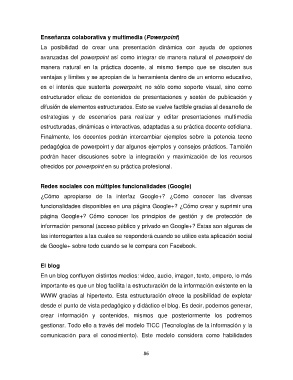 Enseñanza colaborativa y multimedia (Powerpoint)
La posibilidad de crear una presentación dinámica con ayuda de opciones
avanzadas del powerpoint así como integrar de manera natural el powerpoint de
manera natural en la práctica docente, al mismo tiempo que se discuten sus
ventajas y límites y se apropian de la herramienta dentro de un entorno educativo,
es el interés que sustenta powerpoint, no sólo como soporte visual, sino como
estructurador eficaz de contenidos de presentaciones y sostén de publicación y
difusión de elementos estructurados. Esto se vuelve factible gracias al desarrollo de
estrategias y de escenarios para realizar y editar presentaciones multimedia
estructuradas, dinámicas e interactivas, adaptadas a su práctica docente cotidiana.
Finalmente, los docentes podrán intercambiar ejemplos sobre la potencia tecno
pedagógica de powerpoint y dar algunos ejemplos y consejos prácticos. También
podrán hacer discusiones sobre la integración y maximización de los recursos
ofrecidos por powerpoint en su práctica profesional.
Redes sociales con múltiples funcionalidades (Google)
¿Cómo apropiarse de la interfaz Google+? ¿Cómo conocer las diversas
funcionalidades disponibles en una página Google+? ¿Cómo crear y suprimir una
página Google+? Cómo conocer los principios de gestión y de protección de
información personal (acceso público y privado en Google+)? Estas son algunas de
las interrogantes a las cuales se responderá cuando se utilice esta aplicación social
de Google+ sobre todo cuando se le compara con Facebook.
El blog
En un blog confluyen distintos medios: video, audio, imagen, texto, empero, lo más
importante es que un blog facilita la estructuración de la información existente en la
WWW gracias al hipertexto. Esta estructuración ofrece la posibilidad de explotar
desde el punto de vista pedagógico y didáctico el blog. Es decir, podemos generar,
crear información y contenidos, mismos que posteriormente los podremos
gestionar. Todo ello a través del modelo TICC (Tecnologías de la Información y la
comunicación para el conocimiento). Este modelo considera como habilidades
86